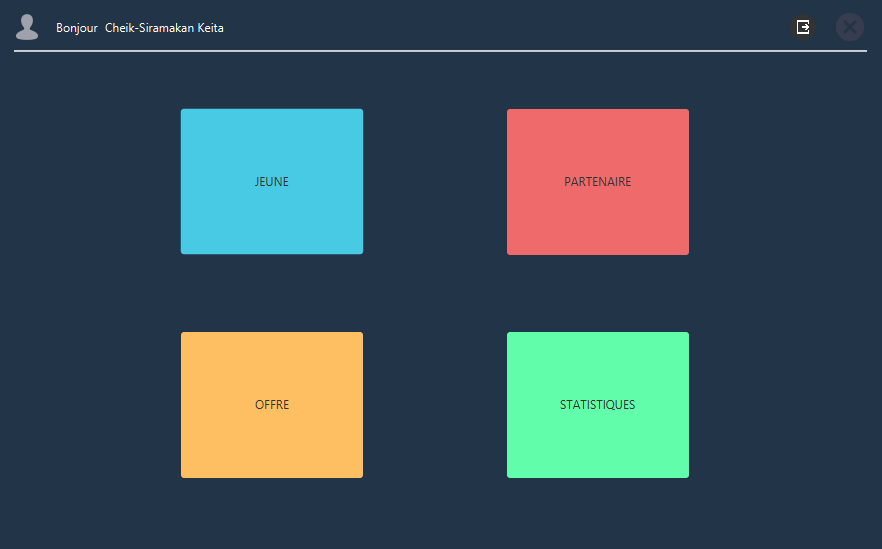 Bonjour Cheik-Siramakan Keita
JEUNE
PARTENAIRE
OFFRE
STATISTIQUES